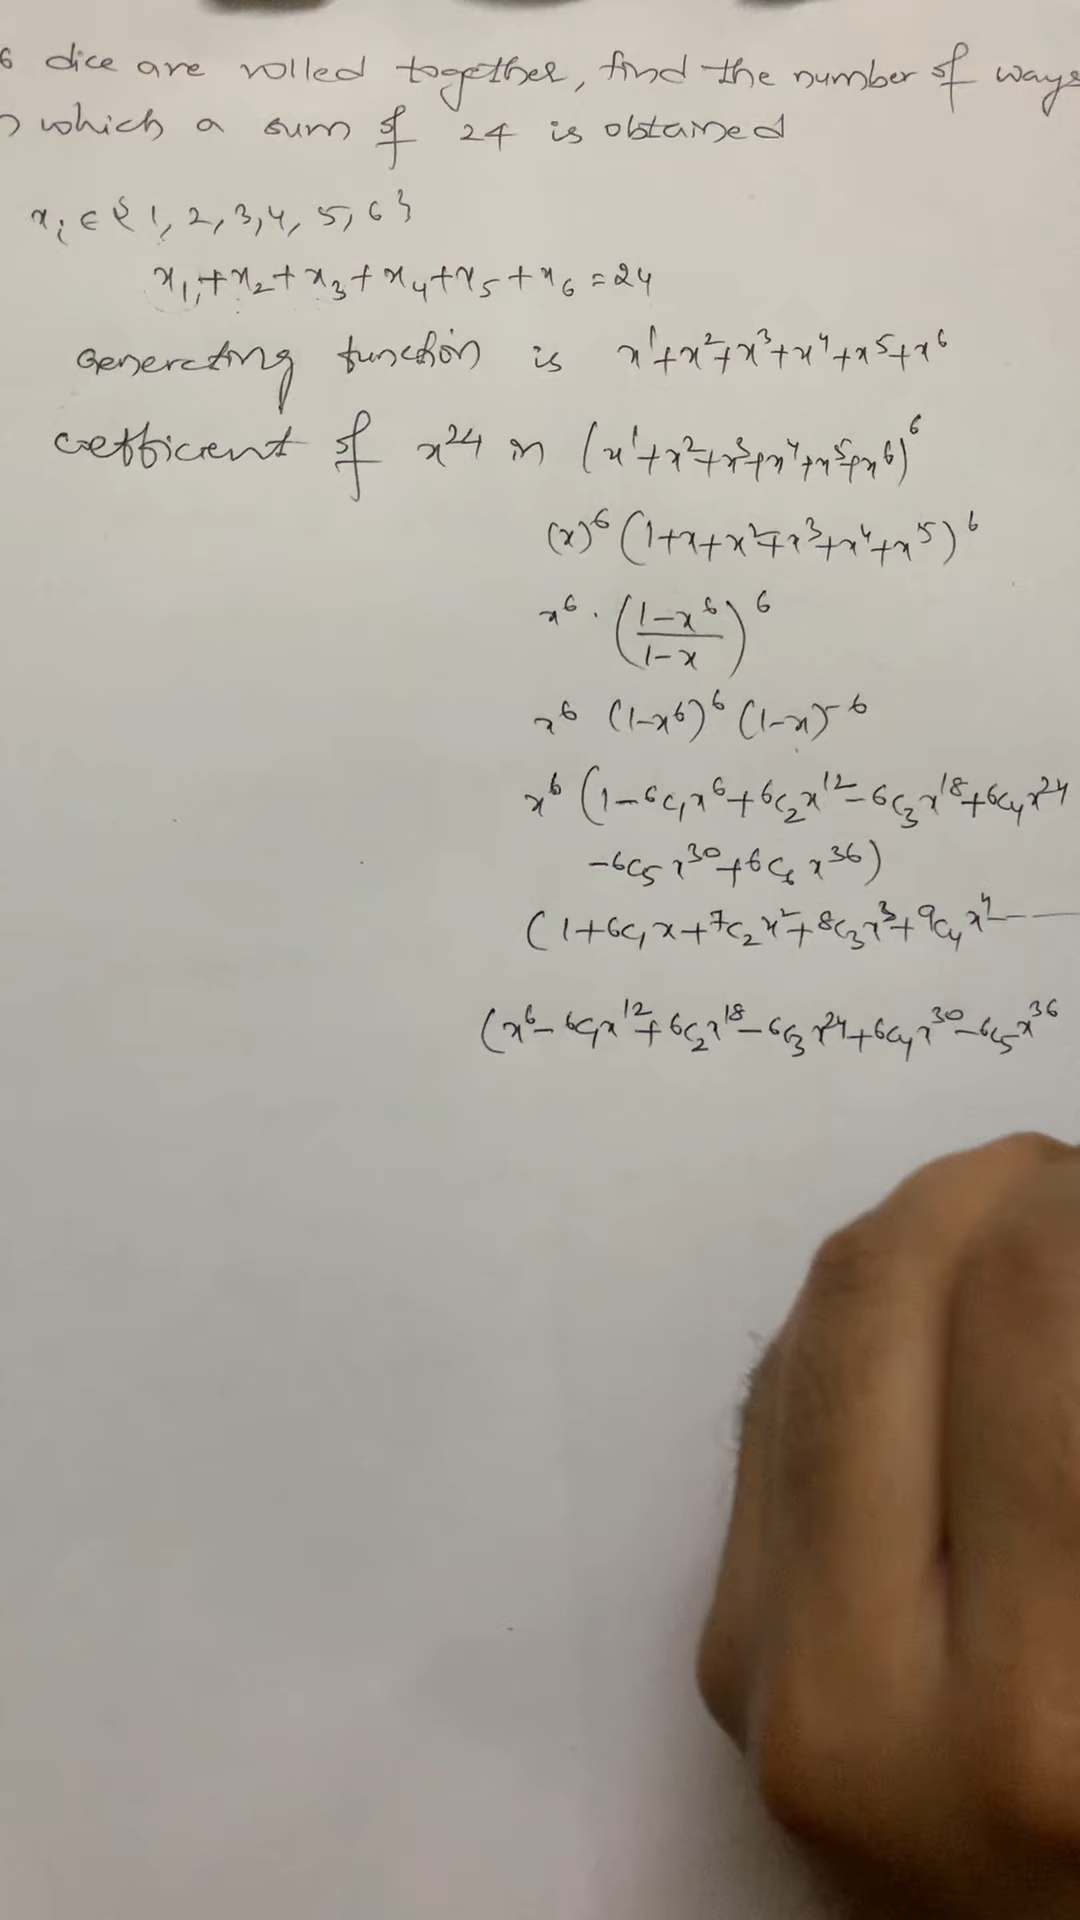 6 dice are rolled together, find the number of ways
which a sum of 24 is obtained
xᵢ ∈ {1, 2, 3, 4, 5, 6}
x₁ + x₂ + x₃ + x₄ + x₅ + x₆ = 24
Generating function is x¹+x²+x³+x⁴+x⁵+x⁶
coefficient of x²⁴ in (x¹+x²+x³+x⁴+x⁵+x⁶)⁶
(x)⁶ (1+x+x²+x³+x⁴+x⁵)⁶
x⁶ · ((1-x⁶)/(1-x))⁶
x⁶ (1-x⁶)⁶ (1-x)⁻⁶
x⁶ (1 - 6c₁x⁶ + 6c₂x¹² - 6c₃x¹⁸ + 6c₄x²⁴
-6c₅ x³⁰ + 6c₆ x³⁶)
(1 + 6c₁x + 7c₂x² + 8c₃x³ + 9c₄x⁴ ---
(x⁶ - 6c₁x¹² + 6c₂x¹⁸ - 6c₃x²⁴ + 6c₄x³⁰ - 6c₅x³⁶